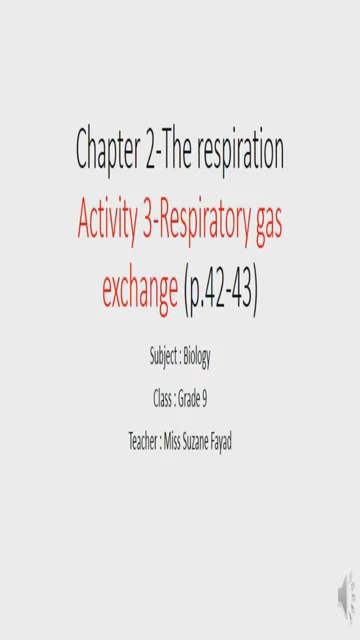 Chapter 2-The respiration
Activity 3-Respiratory gas
exchange (p.42-43)
Subject : Biology
Class : Grade 9
Teacher : Miss Suzane Fayad